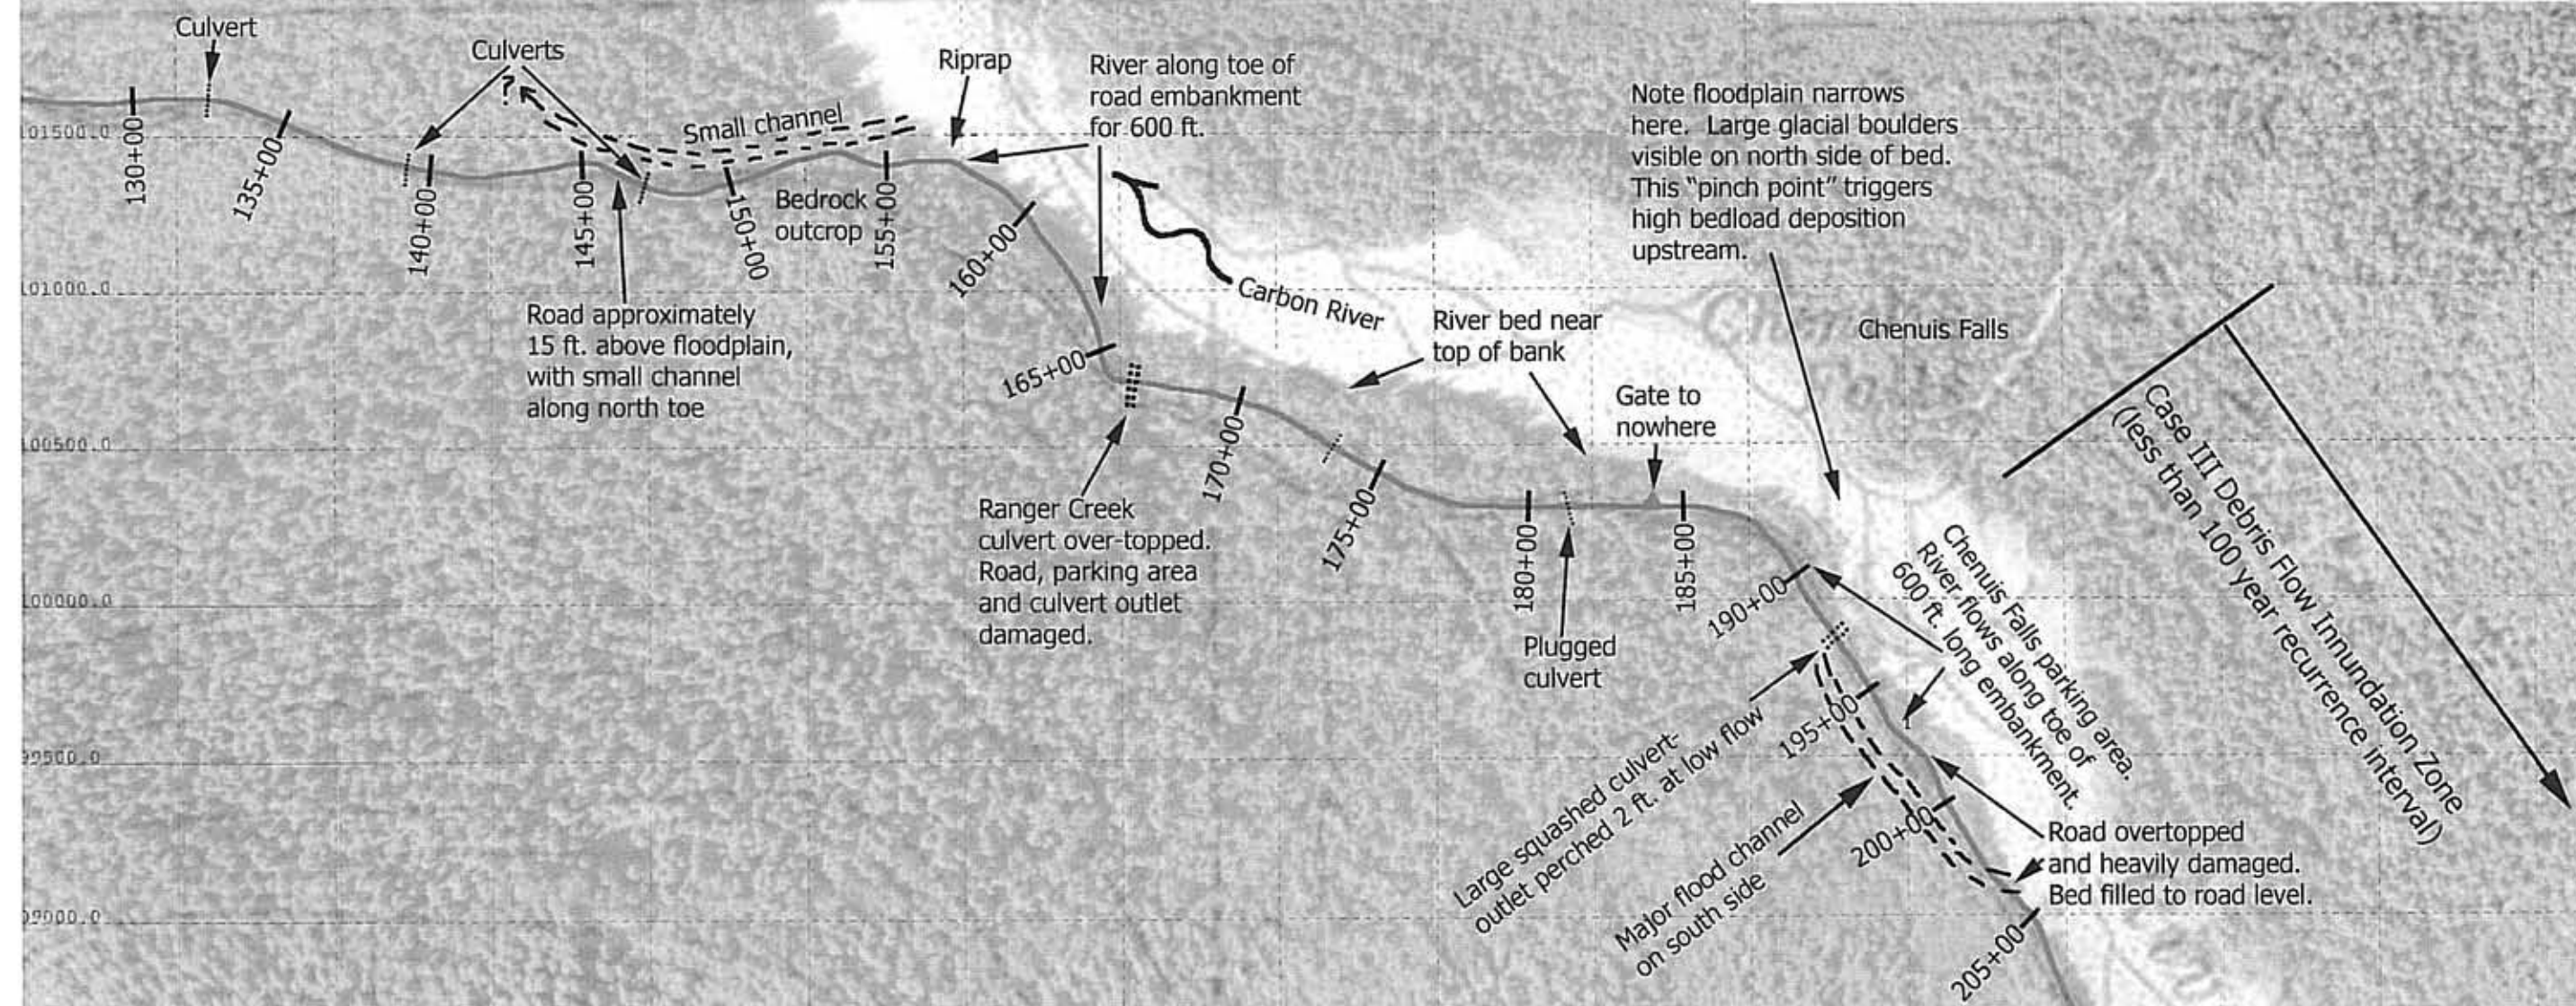 Culvert
Culverts
?
Small channel
Riprap
River along toe of
road embankment
for 600 ft.
Note floodplain narrows
here. Large glacial boulders
visible on north side of bed.
This "pinch point" triggers
high bedload deposition
upstream.
101500.0
130+00
135+00
140+00
145+00
150+00
Bedrock
outcrop
155+00
160+00
101000.0
Road approximately
15 ft. above floodplain,
with small channel
along north toe
Carbon River
River bed near
top of bank
Chenuis Falls
165+00
Gate to
nowhere
Case III Debris Flow Innundation Zone
(less than 100 year recurrence interval)
100500.0
170+00
175+00
180+00
185+00
Ranger Creek
culvert over-topped.
Road, parking area
and culvert outlet
damaged.
Plugged
culvert
190+00
Chenuis Falls parking area.
River flows along toe of
600 ft. long embankment.
100000.0
195+00
99500.0
Large squashed culvert-
outlet perched 2 ft. at low flow
Major flood channel
on south side
200+00
Road overtopped
and heavily damaged.
Bed filled to road level.
99000.0
205+00